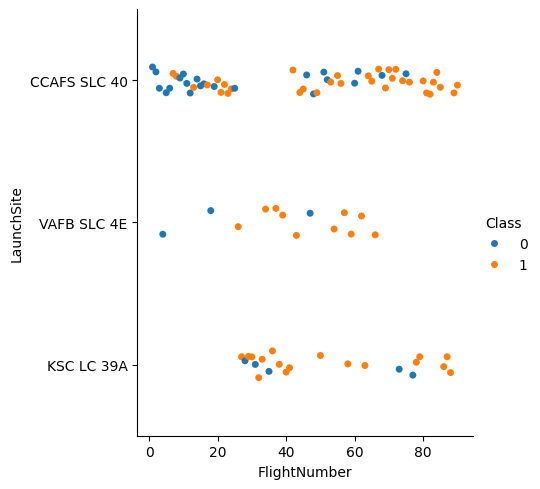 CCAFS SLC 40
VAFB SLC 4E
KSC LC 39A
LaunchSite
0 20 40 60 80
FlightNumber
Class
0
1